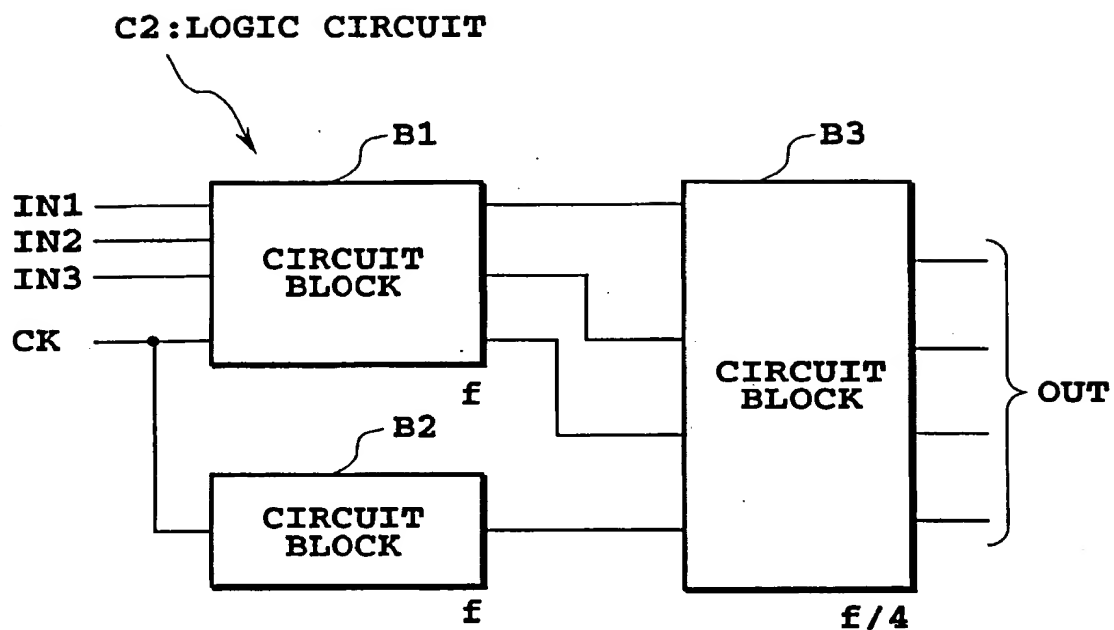 C2:LOGIC CIRCUIT
B1
B3
IN1
IN2
IN3
CK
CIRCUIT
BLOCK
f
CIRCUIT
BLOCK
OUT
B2
CIRCUIT
BLOCK
f
f/4